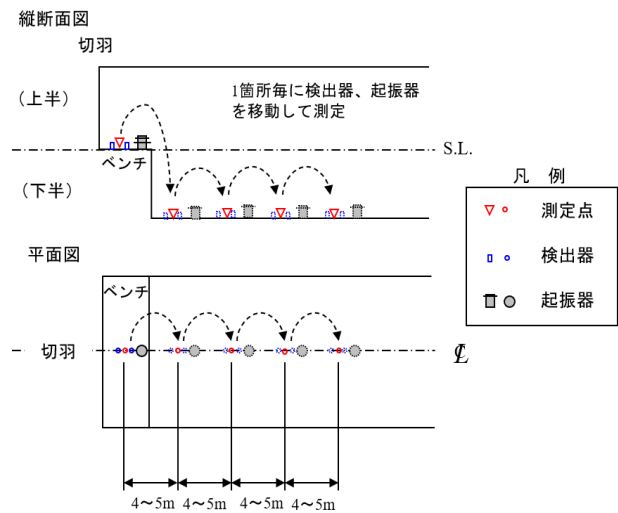 縦断面図
切羽
（上半）
1箇所毎に検出器、起振器
を移動して測定
ベンチ
S.L.
（下半）
凡 例
測定点
検出器
起振器
平面図
ベンチ
切羽
℄
4～5m
4～5m
4～5m
4～5m